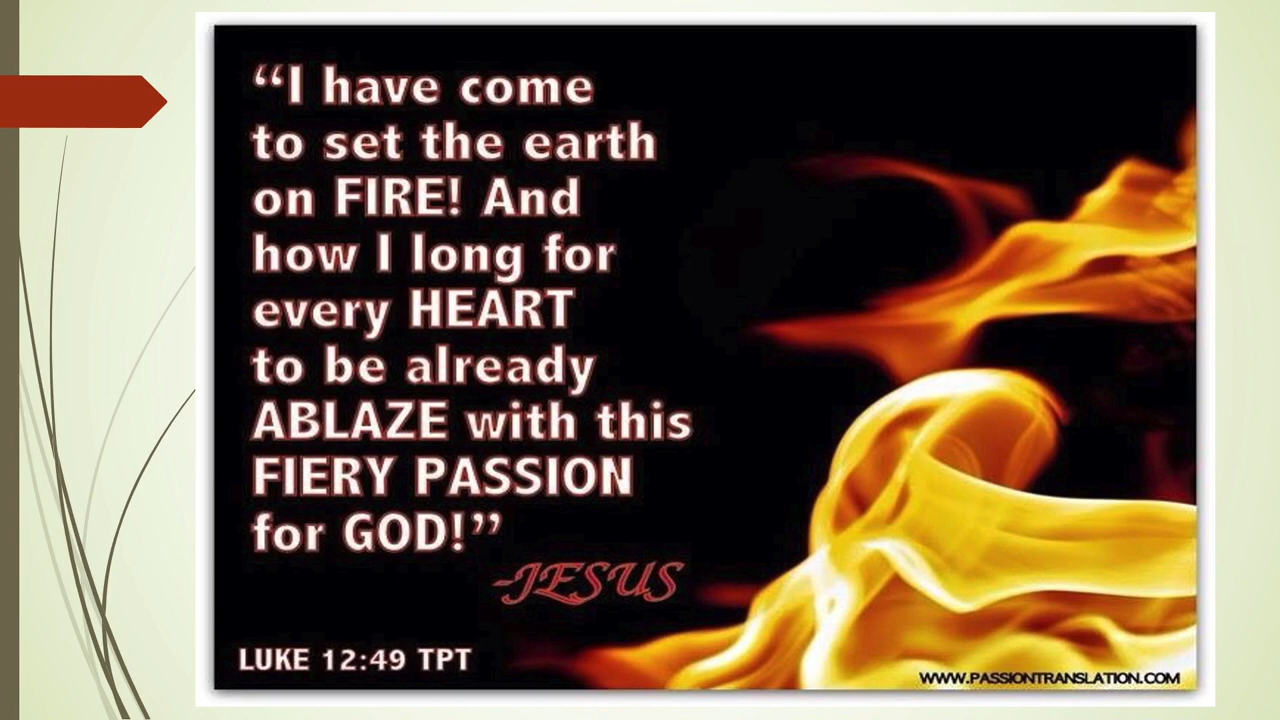 “I have come
to set the earth
on FIRE! And
how I long for
every HEART
to be already
ABLAZE with this
FIERY PASSION
for GOD!”
-JESUS
LUKE 12:49 TPT
WWW.PASSIONTRANSLATION.COM